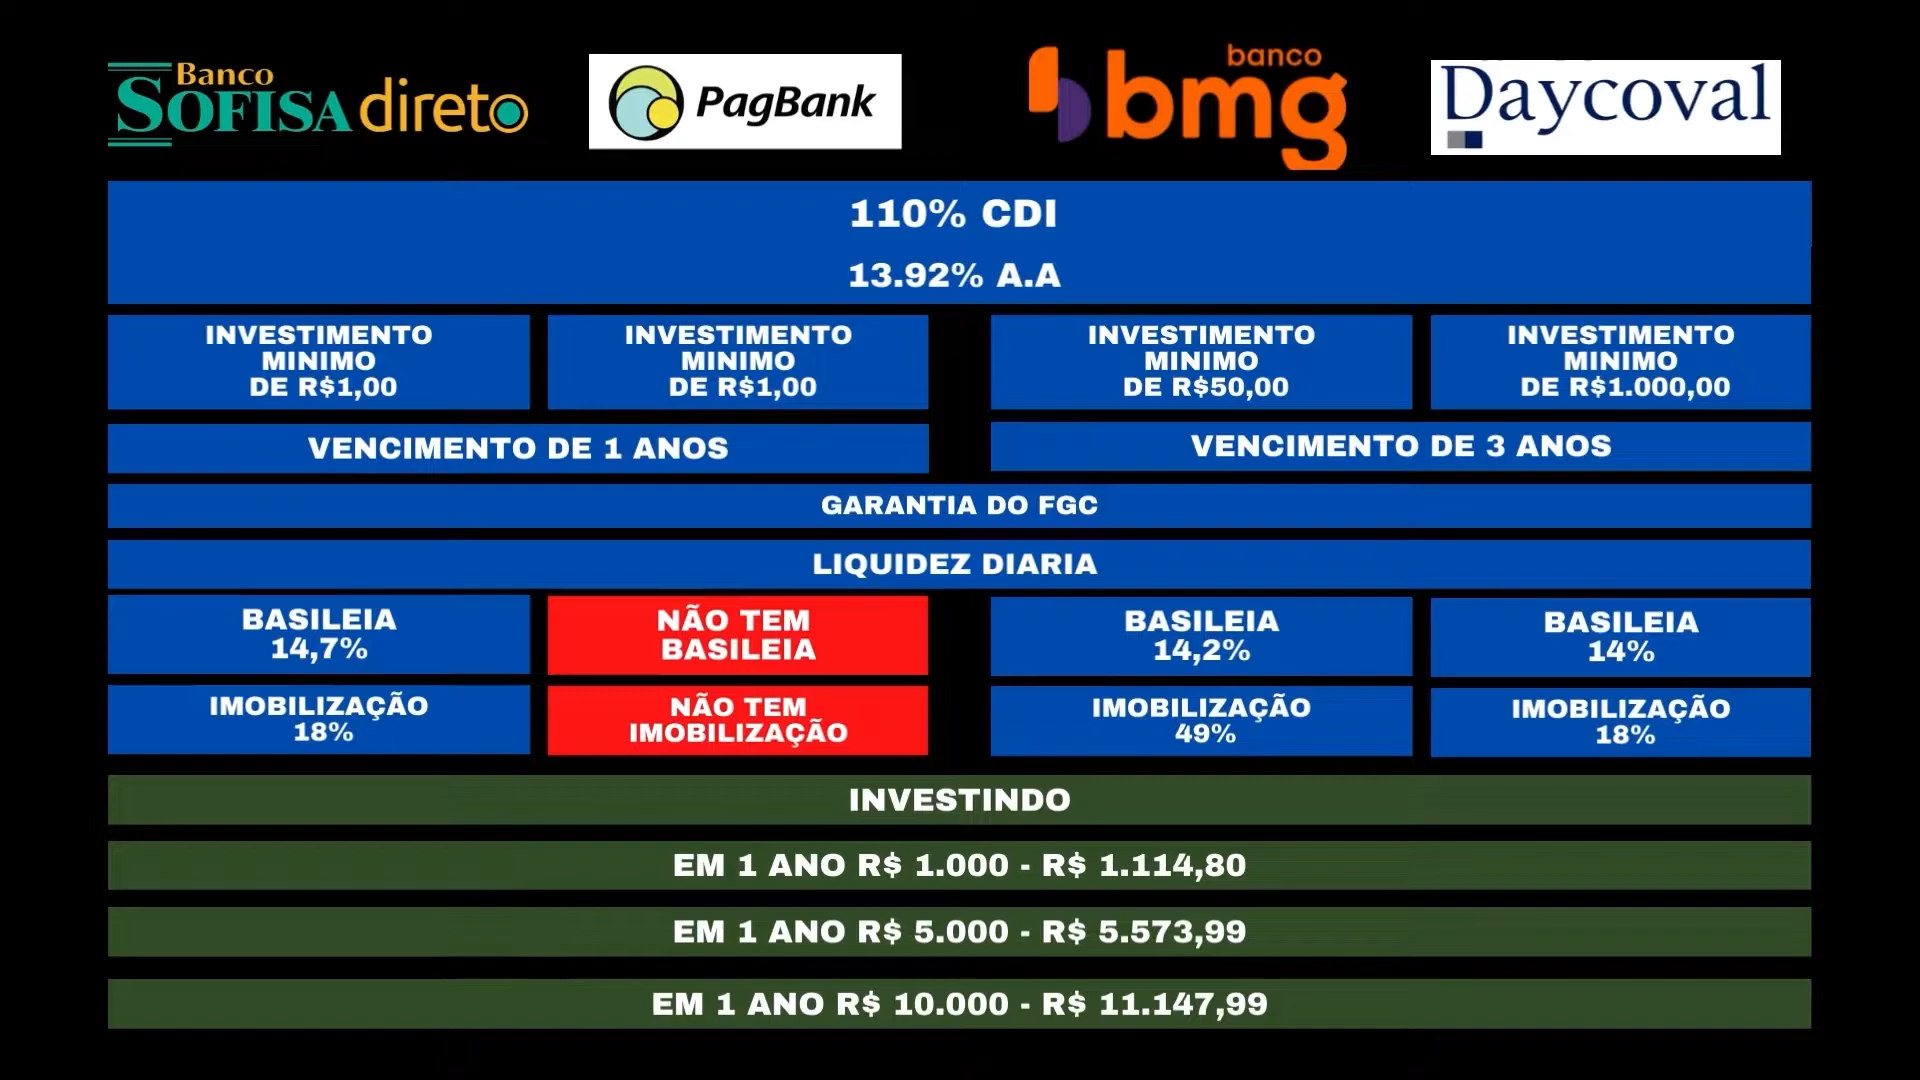 Banco
SOFISA direto
PagBank
banco
bmg
Daycoval
110% CDI
13.92% A.A
INVESTIMENTO
MINIMO
DE R$1,00
INVESTIMENTO
MINIMO
DE R$1,00
INVESTIMENTO
MINIMO
DE R$50,00
INVESTIMENTO
MINIMO
DE R$1.000,00
VENCIMENTO DE 1 ANOS
VENCIMENTO DE 3 ANOS
GARANTIA DO FGC
LIQUIDEZ DIARIA
BASILEIA
14,7%
NÃO TEM
BASILEIA
BASILEIA
14,2%
BASILEIA
14%
IMOBILIZAÇÃO
18%
NÃO TEM
IMOBILIZAÇÃO
IMOBILIZAÇÃO
49%
IMOBILIZAÇÃO
18%
INVESTINDO
EM 1 ANO R$ 1.000 - R$ 1.114,80
EM 1 ANO R$ 5.000 - R$ 5.573,99
EM 1 ANO R$ 10.000 - R$ 11.147,99